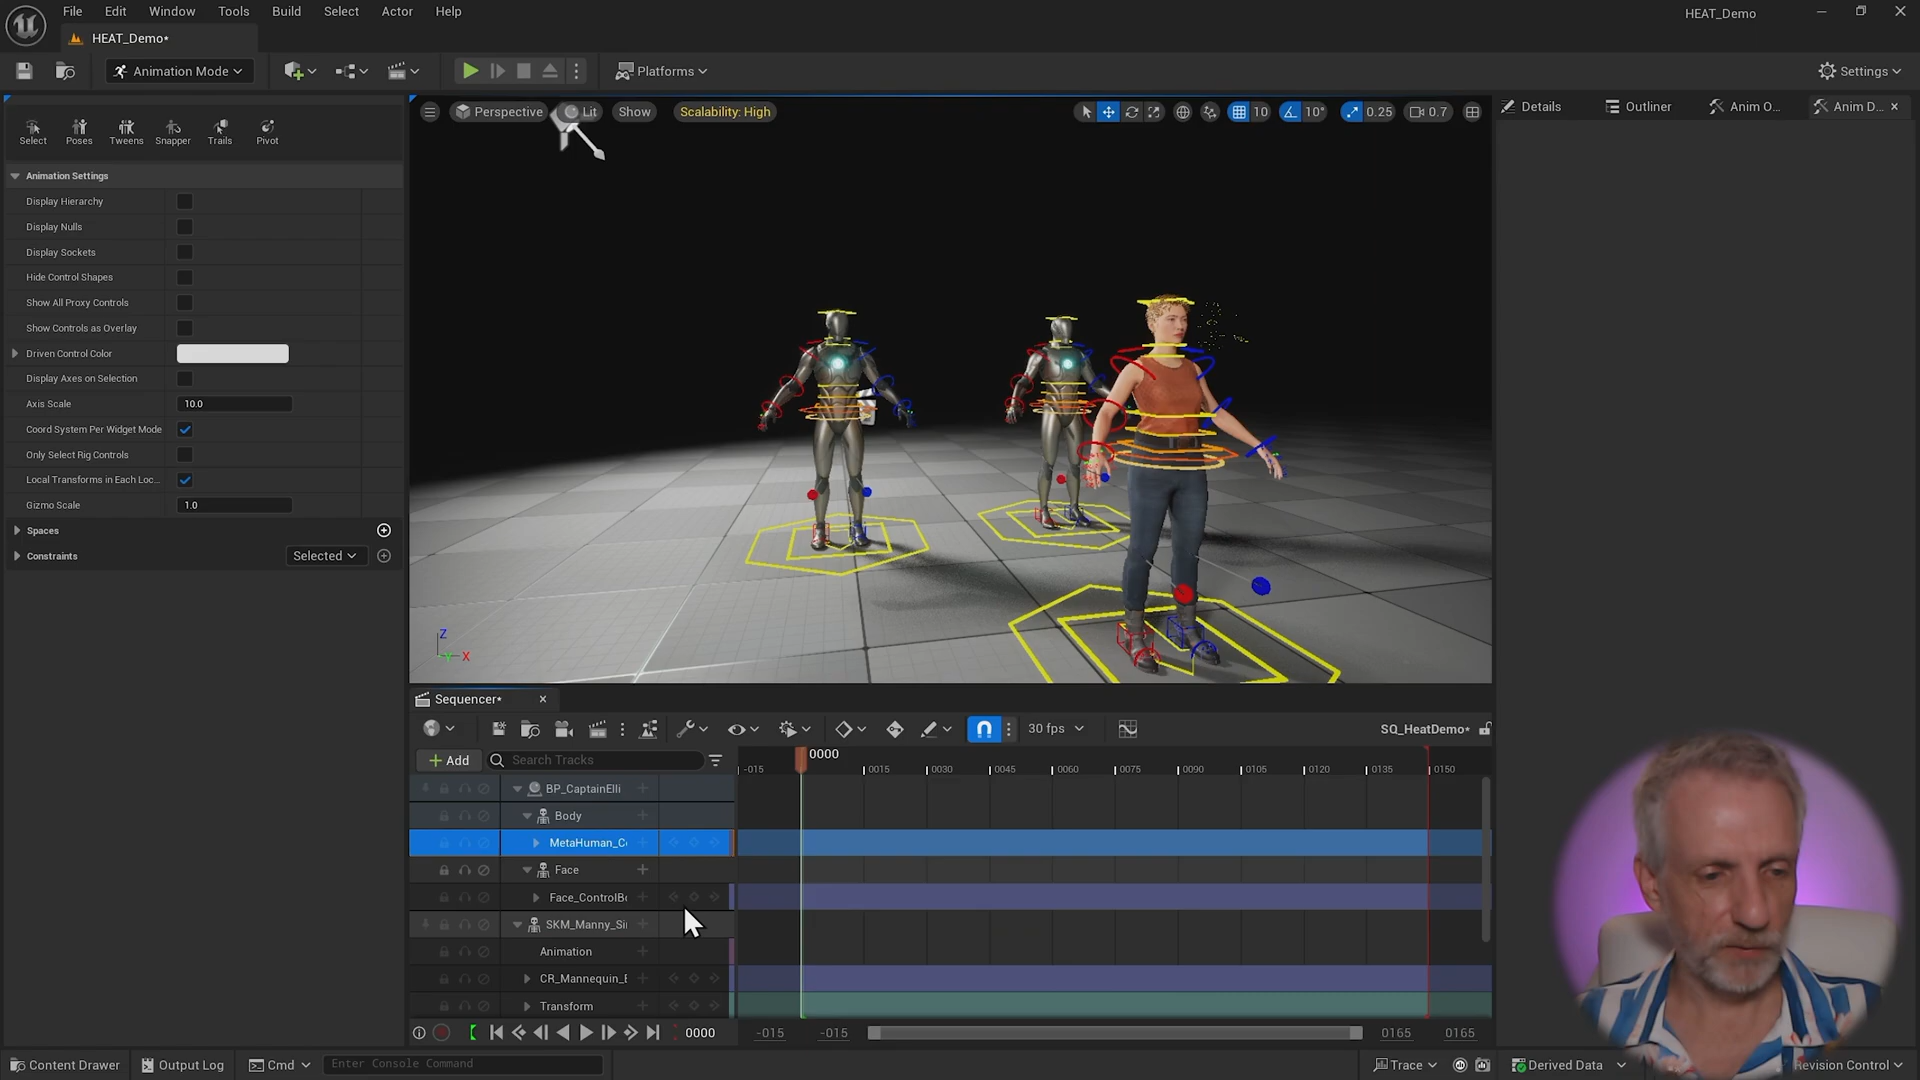 File Edit Window Tools Build Select Actor Help
HEAT_Demo
HEAT_Demo*
Animation Mode
Platforms
Settings
Select Poses Tweens Snapper Trails Pivot
Animation Settings
Display Hierarchy
Display Nulls
Display Sockets
Hide Control Shapes
Show All Proxy Controls
Show Controls as Overlay
Driven Control Color
Display Axes on Selection
Axis Scale 10.0
Coord System Per Widget Mode
Only Select Rig Controls
Local Transforms in Each Loc...
Gizmo Scale 1.0
Spaces
Constraints Selected
Perspective Lit Show Scalability: High 10 10° 0.25 0.7
Z
X
Details Outliner Anim O... Anim D...
Sequencer*
30 fps SQ_HeatDemo*
Add Search Tracks
0000
-015 0015 0030 0045 0060 0075 0090 0105 0120 0135 0150
BP_CaptainElli
Body
MetaHuman_C
Face
Face_ControlB
SKM_Manny_Si
Animation
CR_Mannequin_
Transform
0000 -015 -015 0165 0165
Content Drawer Output Log Cmd Enter Console Command Trace Derived Data Revision Control